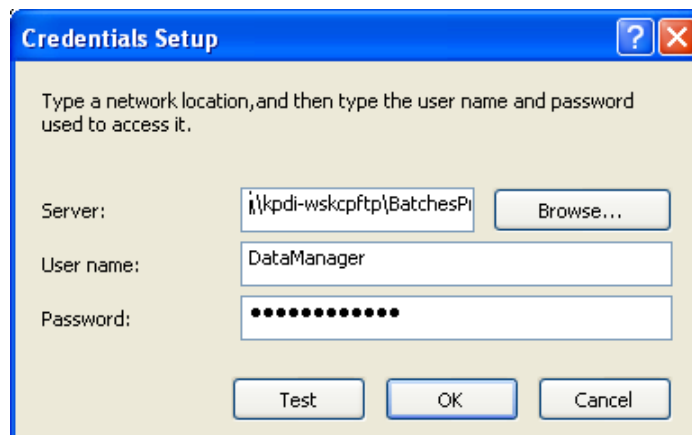 Credentials Setup
Type a network location,and then type the user name and password
used to access it.
Server:
\\kpdi-wskcpftp\BatchesPr
Browse...
User name:
DataManager
Password:
●●●●●●●●●●●●
Test
OK
Cancel